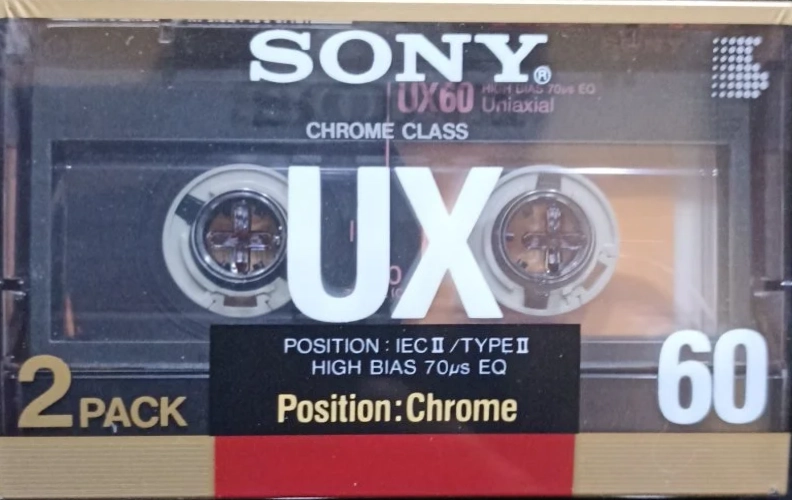 SONY®
UX60 HIGH BIAS 70µs EQ
Uniaxial
CHROME CLASS
UX
POSITION : IEC II / TYPE II
HIGH BIAS 70µs EQ
60
2 PACK
Position: Chrome